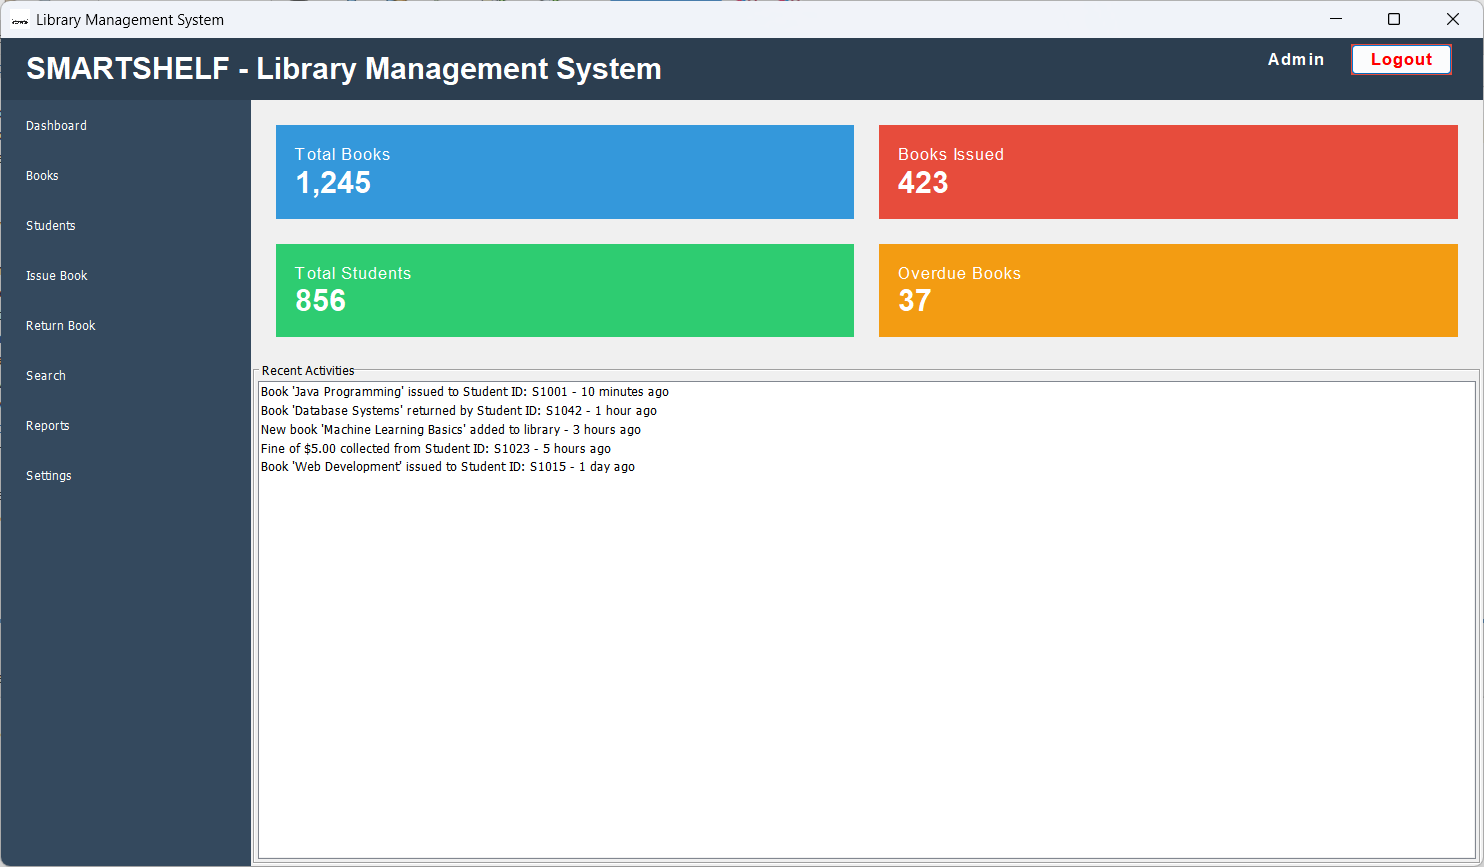 Library Management System
SMARTSHELF - Library Management System
Admin
Logout
Dashboard
Books
Students
Issue Book
Return Book
Search
Reports
Settings
Total Books
1,245
Books Issued
423
Total Students
856
Overdue Books
37
Recent Activities
Book 'Java Programming' issued to Student ID: S1001 - 10 minutes ago
Book 'Database Systems' returned by Student ID: S1042 - 1 hour ago
New book 'Machine Learning Basics' added to library - 3 hours ago
Fine of $5.00 collected from Student ID: S1023 - 5 hours ago
Book 'Web Development' issued to Student ID: S1015 - 1 day ago